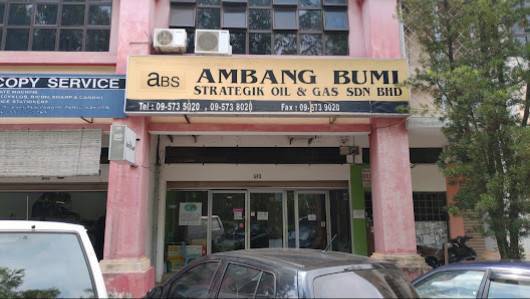 COPY SERVICE
aBS
AMBANG BUMI
STRATEGIK OIL & GAS SDN BHD
Tel : 09-573 5020 , 09-573 8020 Fax : 09-573 9020